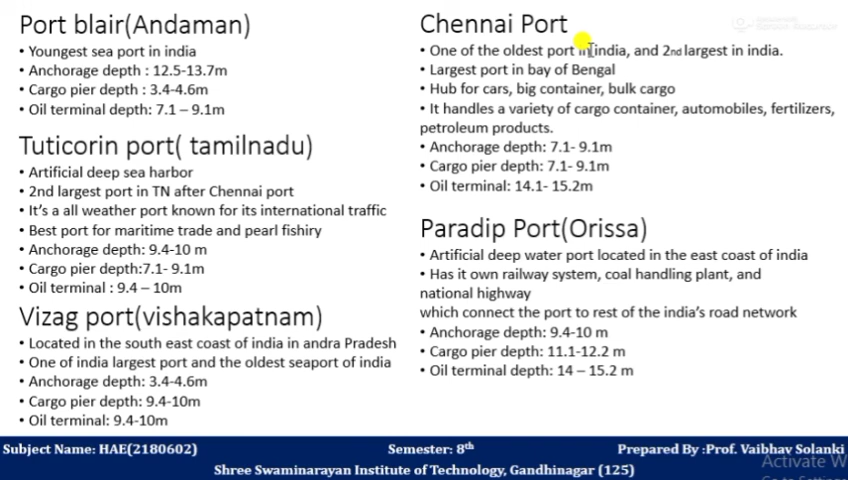 Port blair(Andaman)
• Youngest sea port in india
• Anchorage depth : 12.5-13.7m
• Cargo pier depth : 3.4-4.6m
• Oil terminal depth: 7.1 – 9.1m
Tuticorin port( tamilnadu)
• Artificial deep sea harbor
• 2nd largest port in TN after Chennai port
• It's a all weather port known for its international traffic
• Best port for maritime trade and pearl fishiry
• Anchorage depth: 9.4-10 m
• Cargo pier depth:7.1- 9.1m
• Oil terminal : 9.4 – 10m
Vizag port(vishakapatnam)
• Located in the south east coast of india in andra Pradesh
• One of india largest port and the oldest seaport of india
• Anchorage depth: 3.4-4.6m
• Cargo pier depth: 9.4-10m
• Oil terminal: 9.4-10m
Chennai Port
• One of the oldest port in india, and 2nd largest in india.
• Largest port in bay of Bengal
• Hub for cars, big container, bulk cargo
• It handles a variety of cargo container, automobiles, fertilizers,
petroleum products.
• Anchorage depth: 7.1- 9.1m
• Cargo pier depth: 7.1- 9.1m
• Oil terminal: 14.1- 15.2m
Paradip Port(Orissa)
• Artificial deep water port located in the east coast of india
• Has it own railway system, coal handling plant, and
national highway
which connect the port to rest of the india's road network
• Anchorage depth: 9.4-10 m
• Cargo pier depth: 11.1-12.2 m
• Oil terminal depth: 14 – 15.2 m
Subject Name: HAE(2180602) Semester: 8th Prepared By :Prof. Vaibhav Solanki
Shree Swaminarayan Institute of Technology, Gandhinagar (125)
Activate W